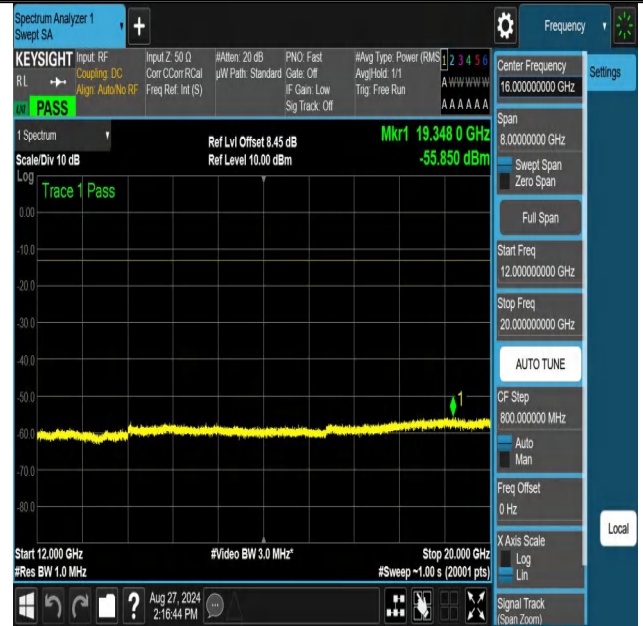 Spectrum Analyzer 1
Swept SA
Frequency
KEYSIGHT
RL
LXI
PASS
Input: RF
Coupling: DC
Align: Auto/No RF
Input Z: 50 Ω
Corr CCorr RCal
Freq Ref: Int (S)
#Atten: 20 dB
µW Path: Standard
PNO: Fast
Gate: Off
IF Gain: Low
Sig Track: Off
#Avg Type: Power (RMS
Avg|Hold: 1/1
Trig: Free Run
1 2 3 4 5 6
A W W W W W
A A A A A A
1 Spectrum
Scale/Div 10 dB
Ref Lvl Offset 8.45 dB
Ref Level 10.00 dBm
Mkr1 19.348 0 GHz
-55.850 dBm
Log
Trace 1 Pass
0.00
-10.0
-20.0
-30.0
-40.0
-50.0
-60.0
-70.0
-80.0
1
Start 12.000 GHz
#Res BW 1.0 MHz
#Video BW 3.0 MHz*
Stop 20.000 GHz
#Sweep ~1.00 s (20001 pts)
Center Frequency
16.000000000 GHz
Settings
Span
8.00000000 GHz
Swept Span
Zero Span
Full Span
Start Freq
12.000000000 GHz
Stop Freq
20.000000000 GHz
AUTO TUNE
CF Step
800.000000 MHz
Auto
Man
Freq Offset
0 Hz
X Axis Scale
Log
Lin
Signal Track
(Span Zoom)
Local
?
Aug 27, 2024
2:16:44 PM